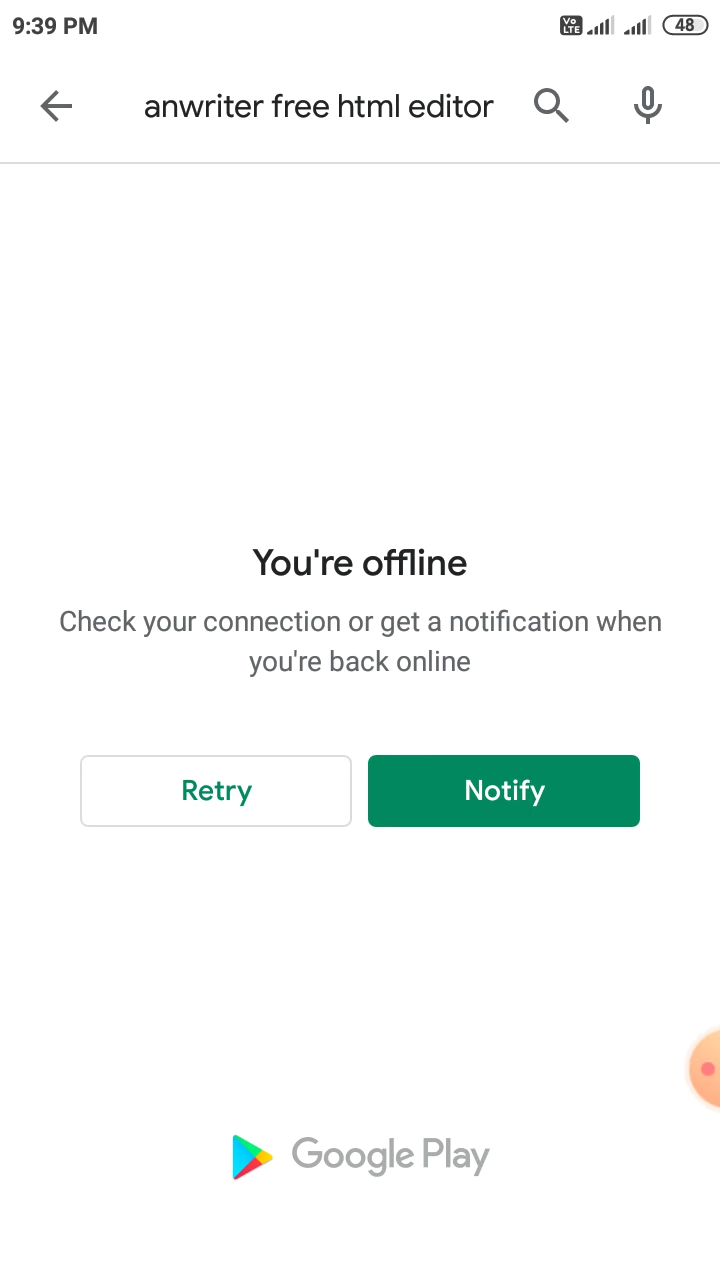 9:39 PM Vo LTE 48
anwriter free html editor
You're offline
Check your connection or get a notification when
you're back online
Retry Notify
Google Play